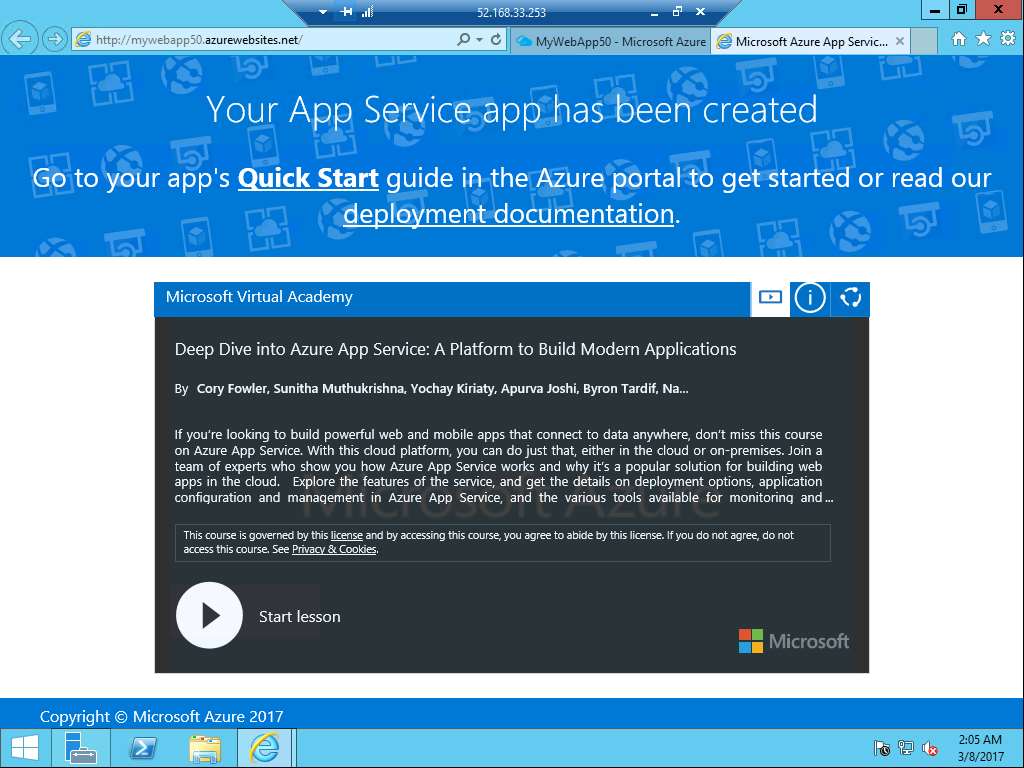 52.168.33.253
http://mywebapp50.azurewebsites.net/
MyWebApp50 - Microsoft Azure
Microsoft Azure App Servic...
Your App Service app has been created
Go to your app's Quick Start guide in the Azure portal to get started or read our
deployment documentation.
Microsoft Virtual Academy
Deep Dive into Azure App Service: A Platform to Build Modern Applications
By Cory Fowler, Sunitha Muthukrishna, Yochay Kiriaty, Apurva Joshi, Byron Tardif, Na...
If you're looking to build powerful web and mobile apps that connect to data anywhere, don't miss this course
on Azure App Service. With this cloud platform, you can do just that, either in the cloud or on-premises. Join a
team of experts who show you how Azure App Service works and why it's a popular solution for building web
apps in the cloud. Explore the features of the service, and get the details on deployment options, application
configuration and management in Azure App Service, and the various tools available for monitoring and...
Microsoft Azure
This course is governed by this license and by accessing this course, you agree to abide by this license. If you do not agree, do not
access this course. See Privacy & Cookies.
Start lesson
Microsoft
Copyright © Microsoft Azure 2017
2:05 AM
3/8/2017